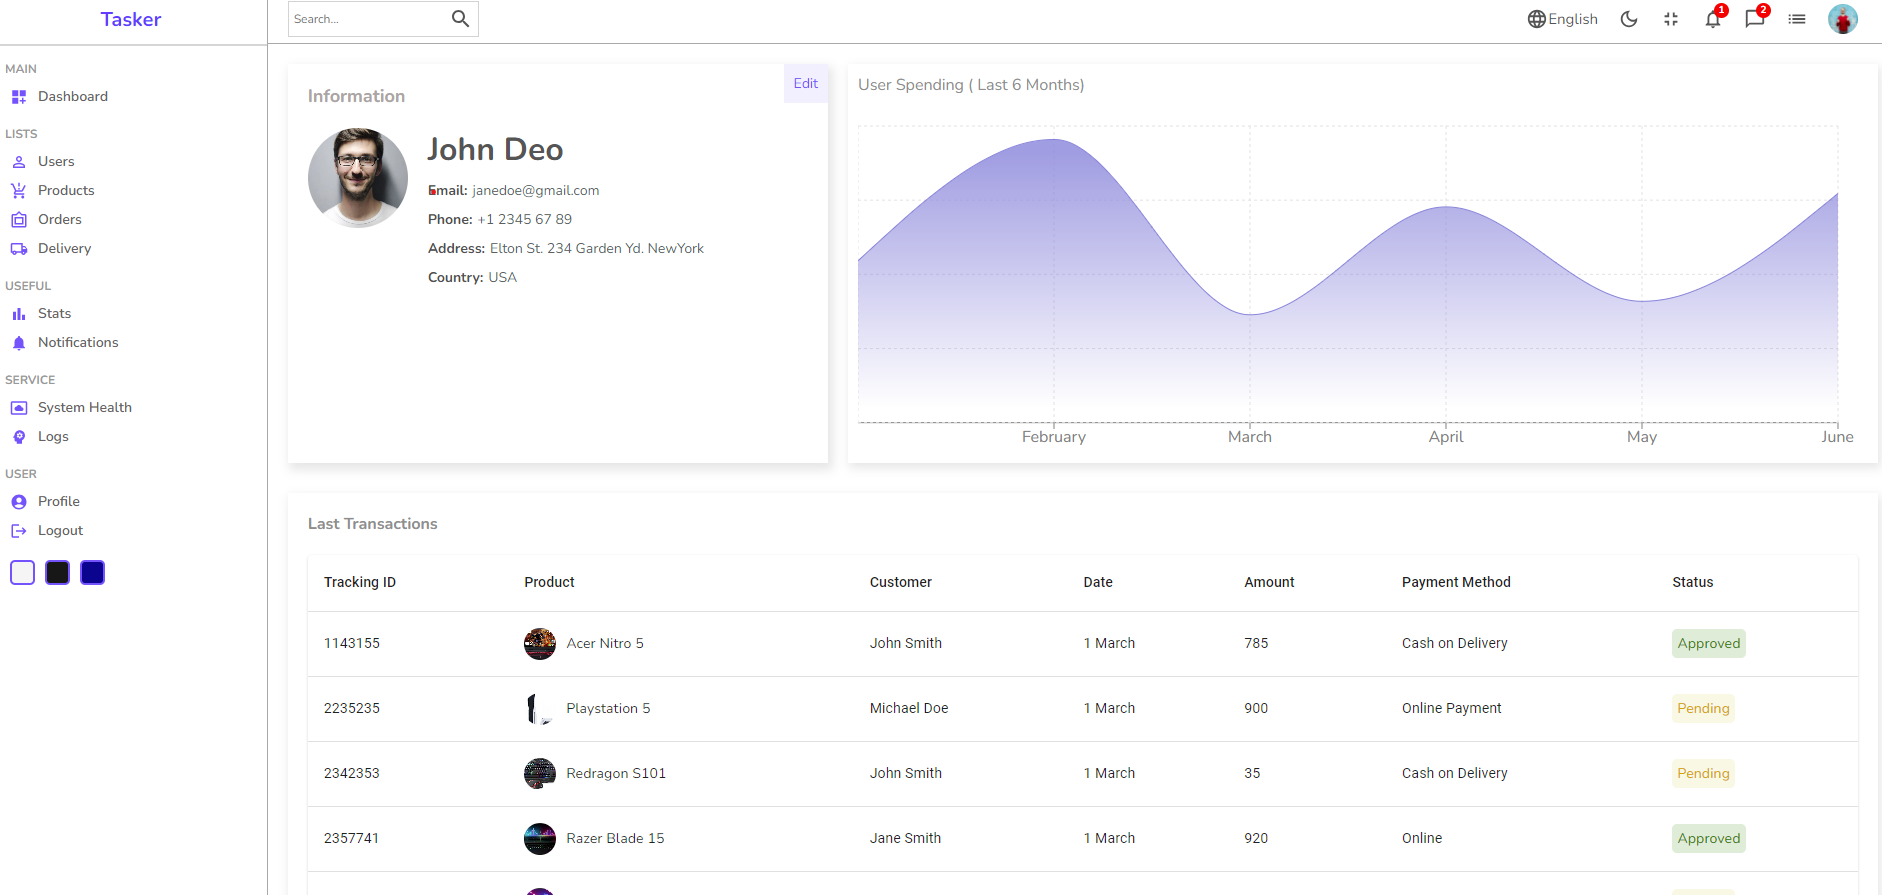 Tasker
Search...
English
1
2
MAIN
Dashboard
LISTS
Users
Products
Orders
Delivery
USEFUL
Stats
Notifications
SERVICE
System Health
Logs
USER
Profile
Logout
Edit
Information
John Deo
Email: janedoe@gmail.com
Phone: +1 2345 67 89
Address: Elton St. 234 Garden Yd. NewYork
Country: USA
User Spending ( Last 6 Months)
February March April May June
Last Transactions
Tracking ID Product Customer Date Amount Payment Method Status
1143155 Acer Nitro 5 John Smith 1 March 785 Cash on Delivery Approved
2235235 Playstation 5 Michael Doe 1 March 900 Online Payment Pending
2342353 Redragon S101 John Smith 1 March 35 Cash on Delivery Pending
2357741 Razer Blade 15 Jane Smith 1 March 920 Online Approved